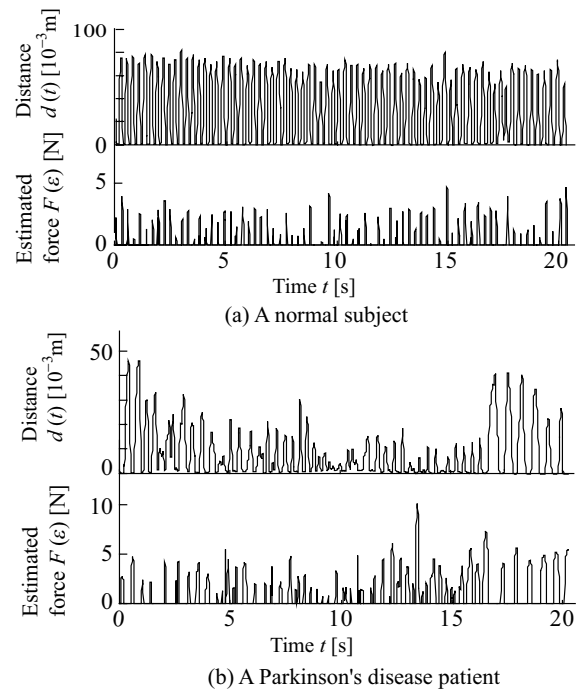 100
Distance
d (t) [10⁻³m]
0
5
Estimated
force F (ε) [N]
0
0 5 10 15 20
Time t [s]
(a) A normal subject
50
Distance
d (t) [10⁻³m]
0
10
5
Estimated
force F (ε) [N]
0
0 5 10 15 20
Time t [s]
(b) A Parkinson's disease patient